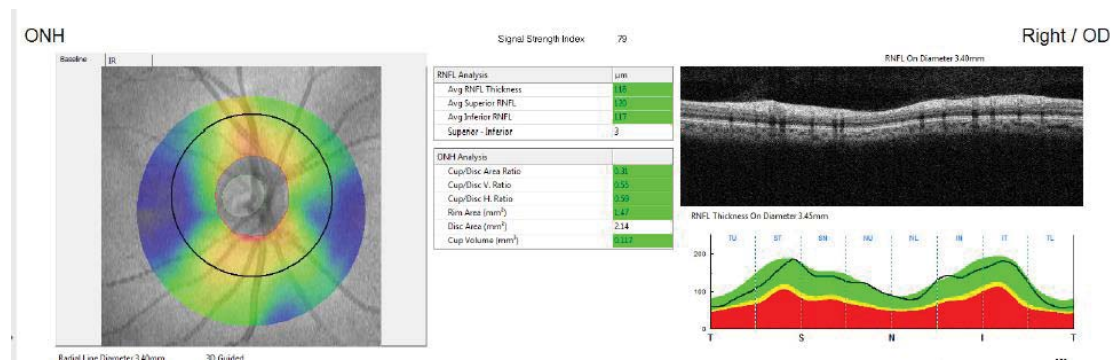 ONH
Signal Strength Index 79
Right / OD
Baseline IR
RNFL On Diameter 3.40mm
RNFL Analysis µm
Avg RNFL Thickness 118
Avg Superior RNFL 120
Avg Inferior RNFL 117
Superior - Inferior 3
ONH Analysis
Cup/Disc Area Ratio 0.31
Cup/Disc V. Ratio 0.55
Cup/Disc H. Ratio 0.59
Rim Area (mm²) 1.47
Disc Area (mm²) 2.14
Cup Volume (mm³) 0.117
RNFL Thickness On Diameter 3.45mm
TU ST SN NU NL IN IT TL
200
100
0
T S N I T
Radial Line Diameter 3.40mm 3D Guided